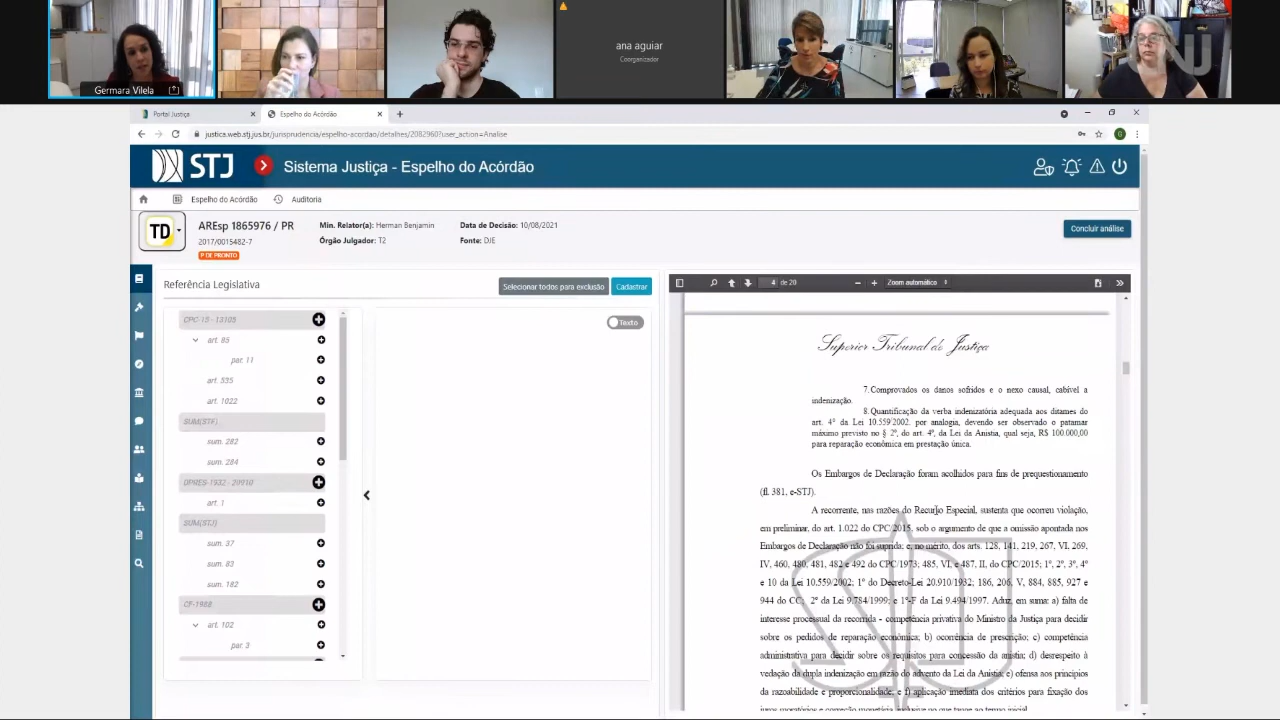 Germara Vilela
ana aguiar
Coorganizador
Portal Justiça
Espelho do Acórdão
justica.web.stj.jus.br/jurisprudencia/espelho-acordao/detalhes/2082960?user_action=Analise
STJ
Sistema Justiça - Espelho do Acórdão
Espelho do Acórdão
Auditoria
TD
AREsp 1865976 / PR
Min. Relator(a): Herman Benjamin
Data de Decisão: 10/08/2021
2017/0015482-7
Órgão Julgador: T2
Fonte: DJE
P DE PRONTO
Concluir análise
Referência Legislativa
Selecionar todos para exclusão
Cadastrar
CPC-15 - 13105
art. 85
par. 11
art. 535
art. 1022
SUM(STF)
sum. 282
sum. 284
DPRES-1932 - 20910
art. 1
SUM(STJ)
sum. 37
sum. 83
sum. 182
CF-1988
art. 102
par. 3
Texto
4 de 20
Zoom automático
Superior Tribunal de Justiça
7. Comprovados os danos sofridos e o nexo causal, cabível a
indenização.
8. Quantificação da verba indenizatória adequada aos ditames do
art. 4º da Lei 10.559/2002, por analogia, devendo ser observado o patamar
máximo previsto no § 2º, do art. 4º, da Lei da Anistia, qual seja, R$ 100.000,00
para reparação econômica em prestação única.
Os Embargos de Declaração foram acolhidos para fins de prequestionamento
(fl. 381, e-STJ).
A recorrente, nas razões do Recurso Especial, sustenta que ocorreu violação,
em preliminar, do art. 1.022 do CPC/2015, sob o argumento de que a omissão apontada nos
Embargos de Declaração não foi suprida; e, no mérito, dos arts. 128, 141, 219, 267, VI, 269,
IV, 460, 480, 481, 482 e 492 do CPC/1973; 485, VI, e 487, II, do CPC/2015; 1º, 2º, 3º, 4º
e 10 da Lei 10.559/2002; 1º do Decreto-Lei 20.910/1932; 186, 206, V, 884, 885, 927 e
944 do CC; 2º da Lei 9.784/1999; e 1º-F da Lei 9.494/1997. Aduz, em suma: a) falta de
interesse processual da recorrida - competência privativa do Ministro da Justiça para decidir
sobre os pedidos de reparação econômica; b) ocorrência de prescrição; c) competência
administrativa para decidir sobre os requisitos para concessão da anistia; d) desrespeito à
vedação da dupla indenização em razão do advento da Lei da Anistia; e) ofensa aos princípios
da razoabilidade e proporcionalidade; e f) aplicação imediata dos critérios para fixação dos
juros moratórios e correção monetária, exclusive no que tange ao termo inicial.